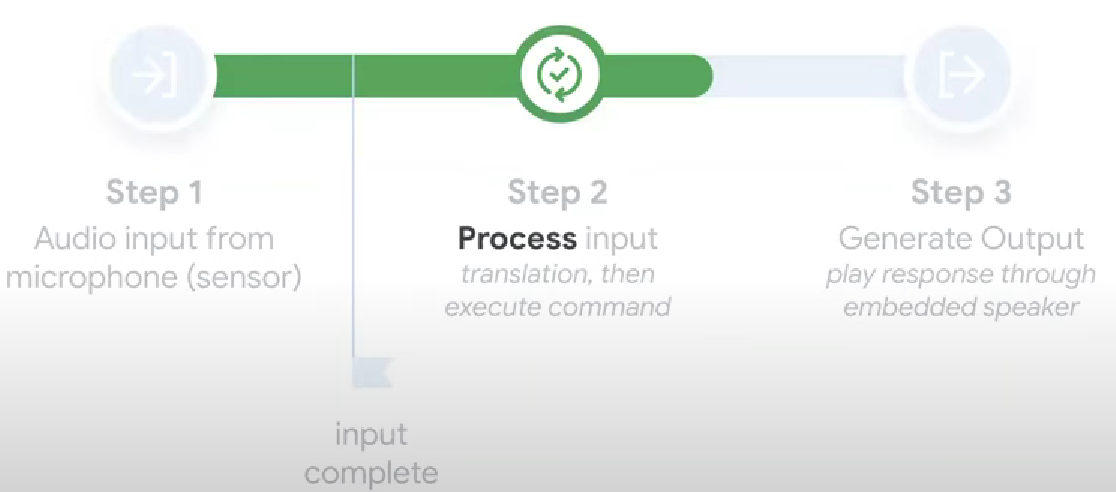 Step 1
Audio input from
microphone (sensor)
Step 2
Process input
translation, then
execute command
Step 3
Generate Output
play response through
embedded speaker
input
complete